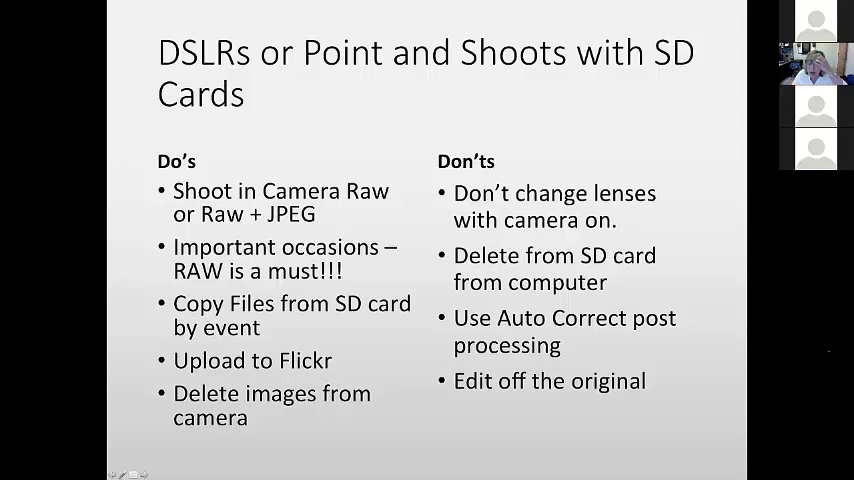 DSLRs or Point and Shoots with SD
Cards
Do’s
• Shoot in Camera Raw
or Raw + JPEG
• Important occasions –
RAW is a must!!!
• Copy Files from SD card
by event
• Upload to Flickr
• Delete images from
camera
Don’ts
• Don’t change lenses
with camera on.
• Delete from SD card
from computer
• Use Auto Correct post
processing
• Edit off the original